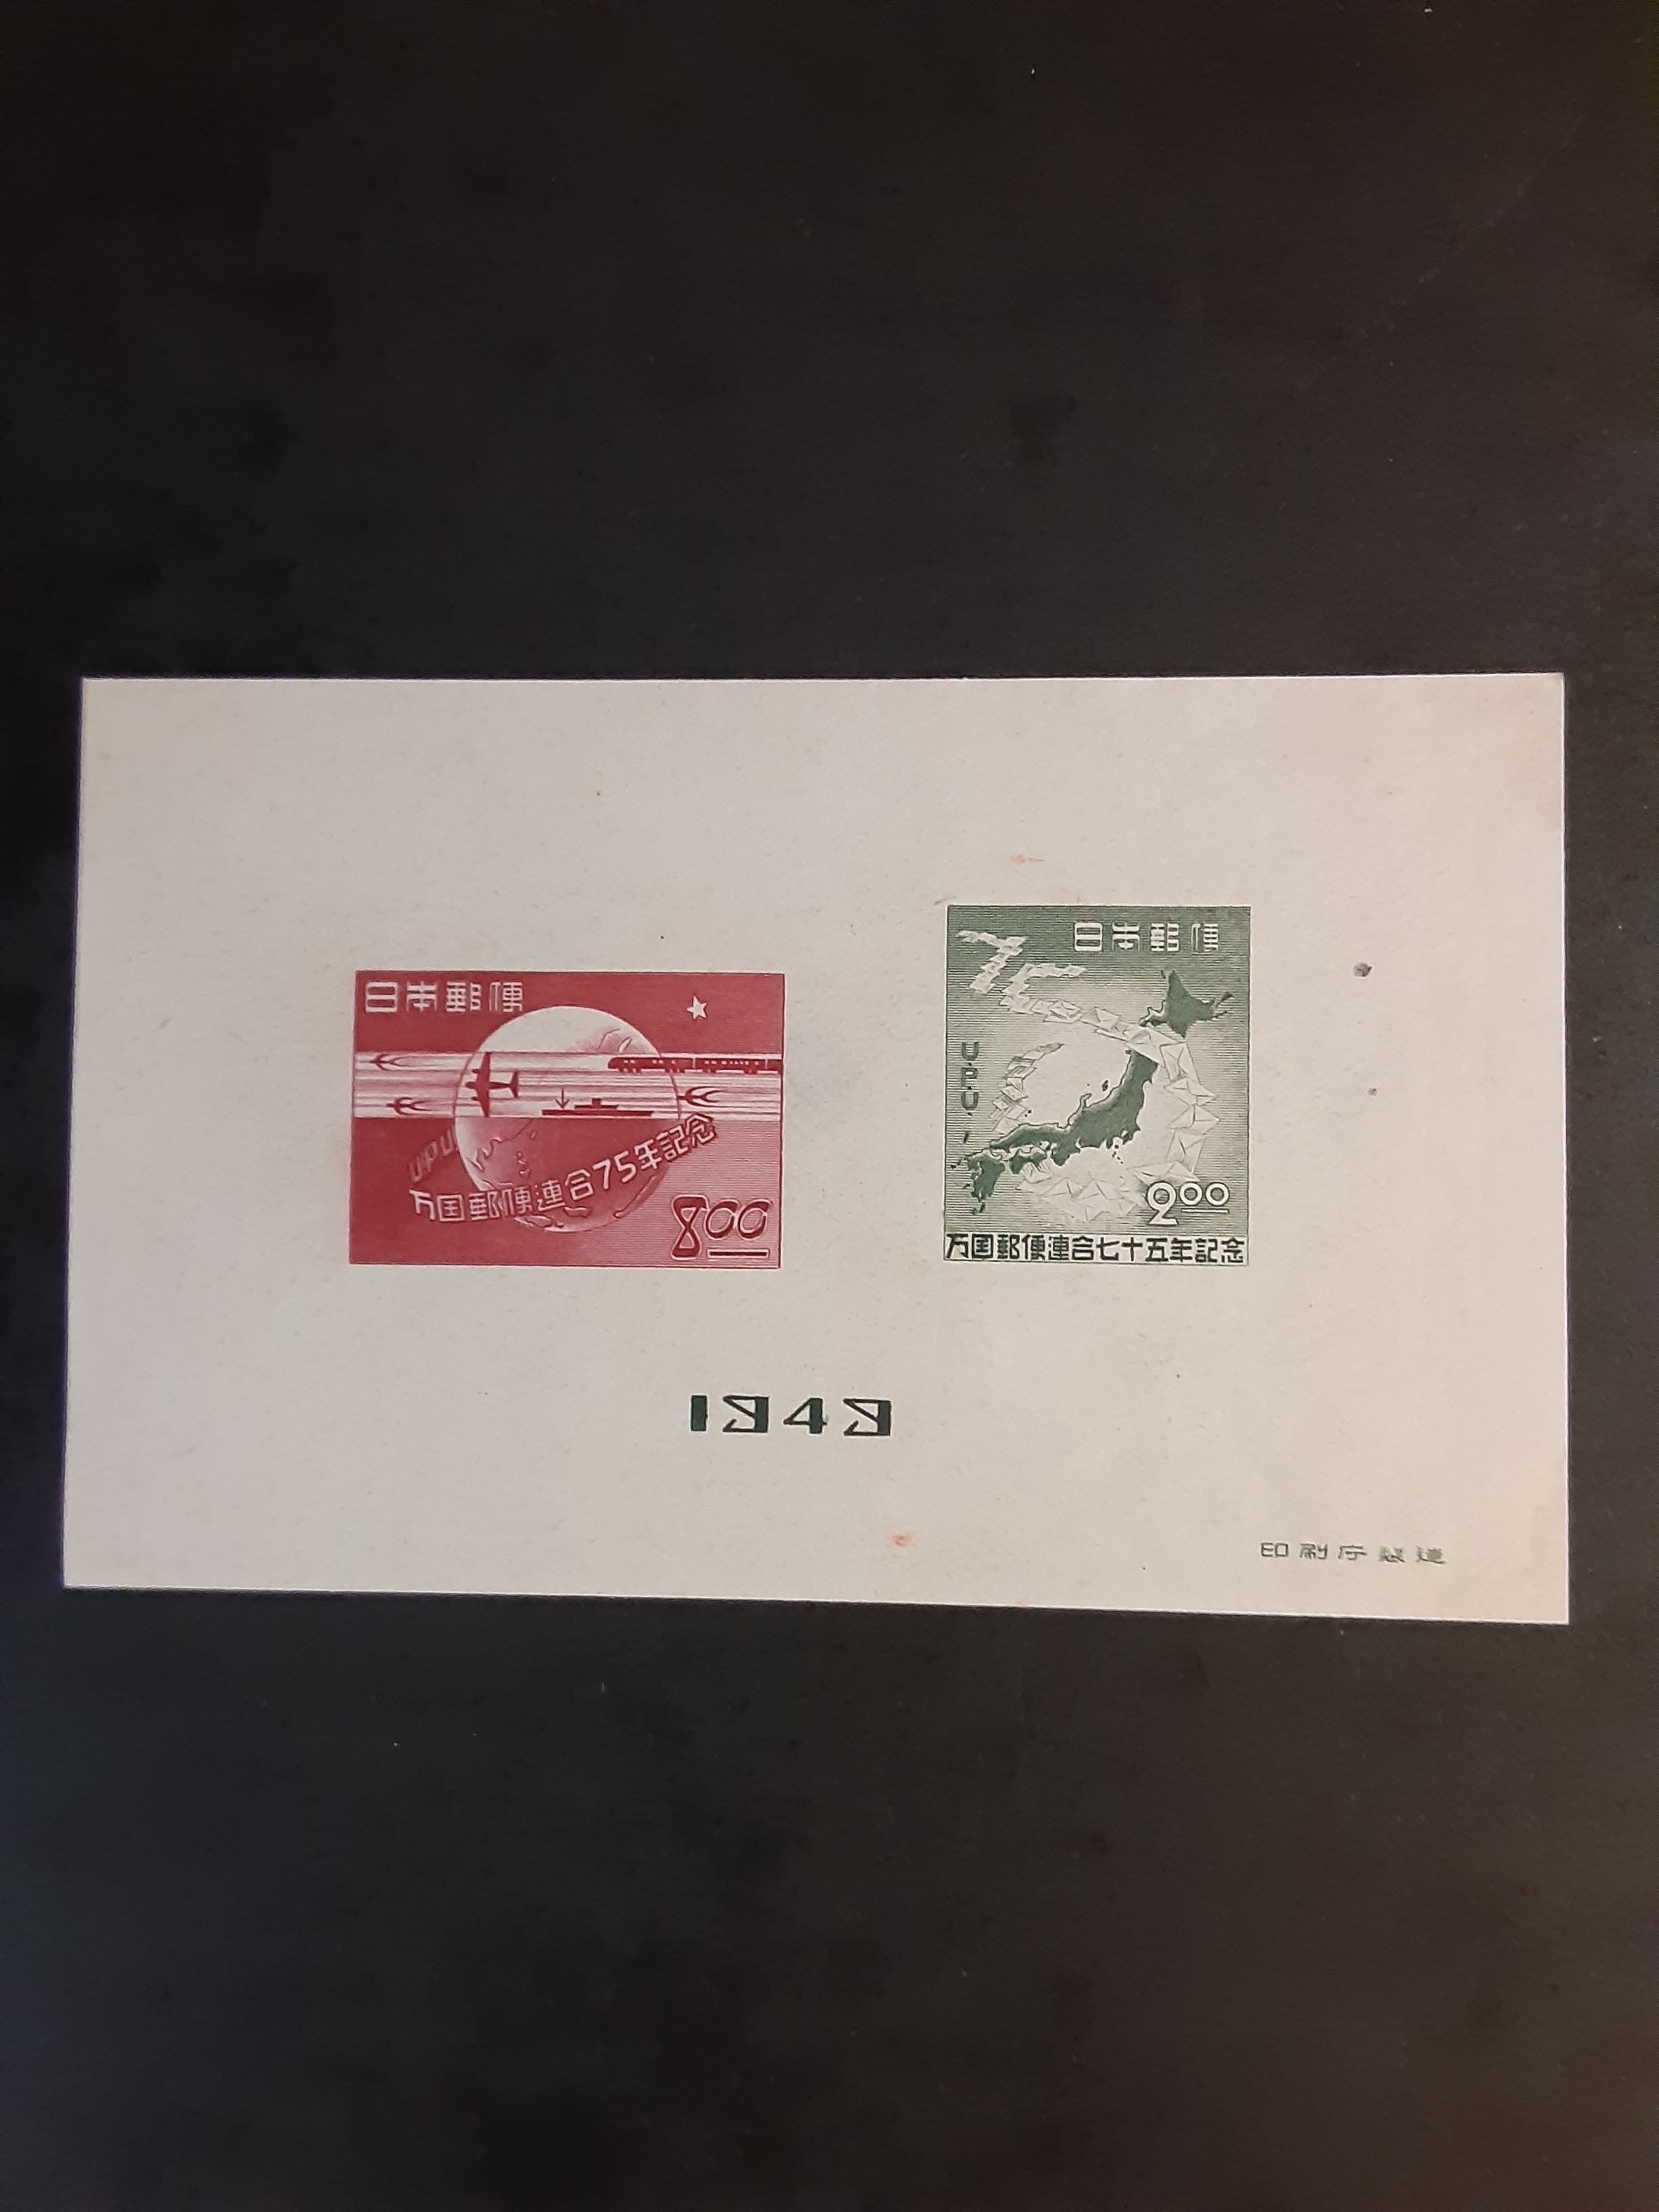 日本郵便
U.P.U.
万国郵便連合75年記念
8.00
日本郵便
75
U.P.U.
2.00
万国郵便連合七十五年記念
1949
印刷庁製造